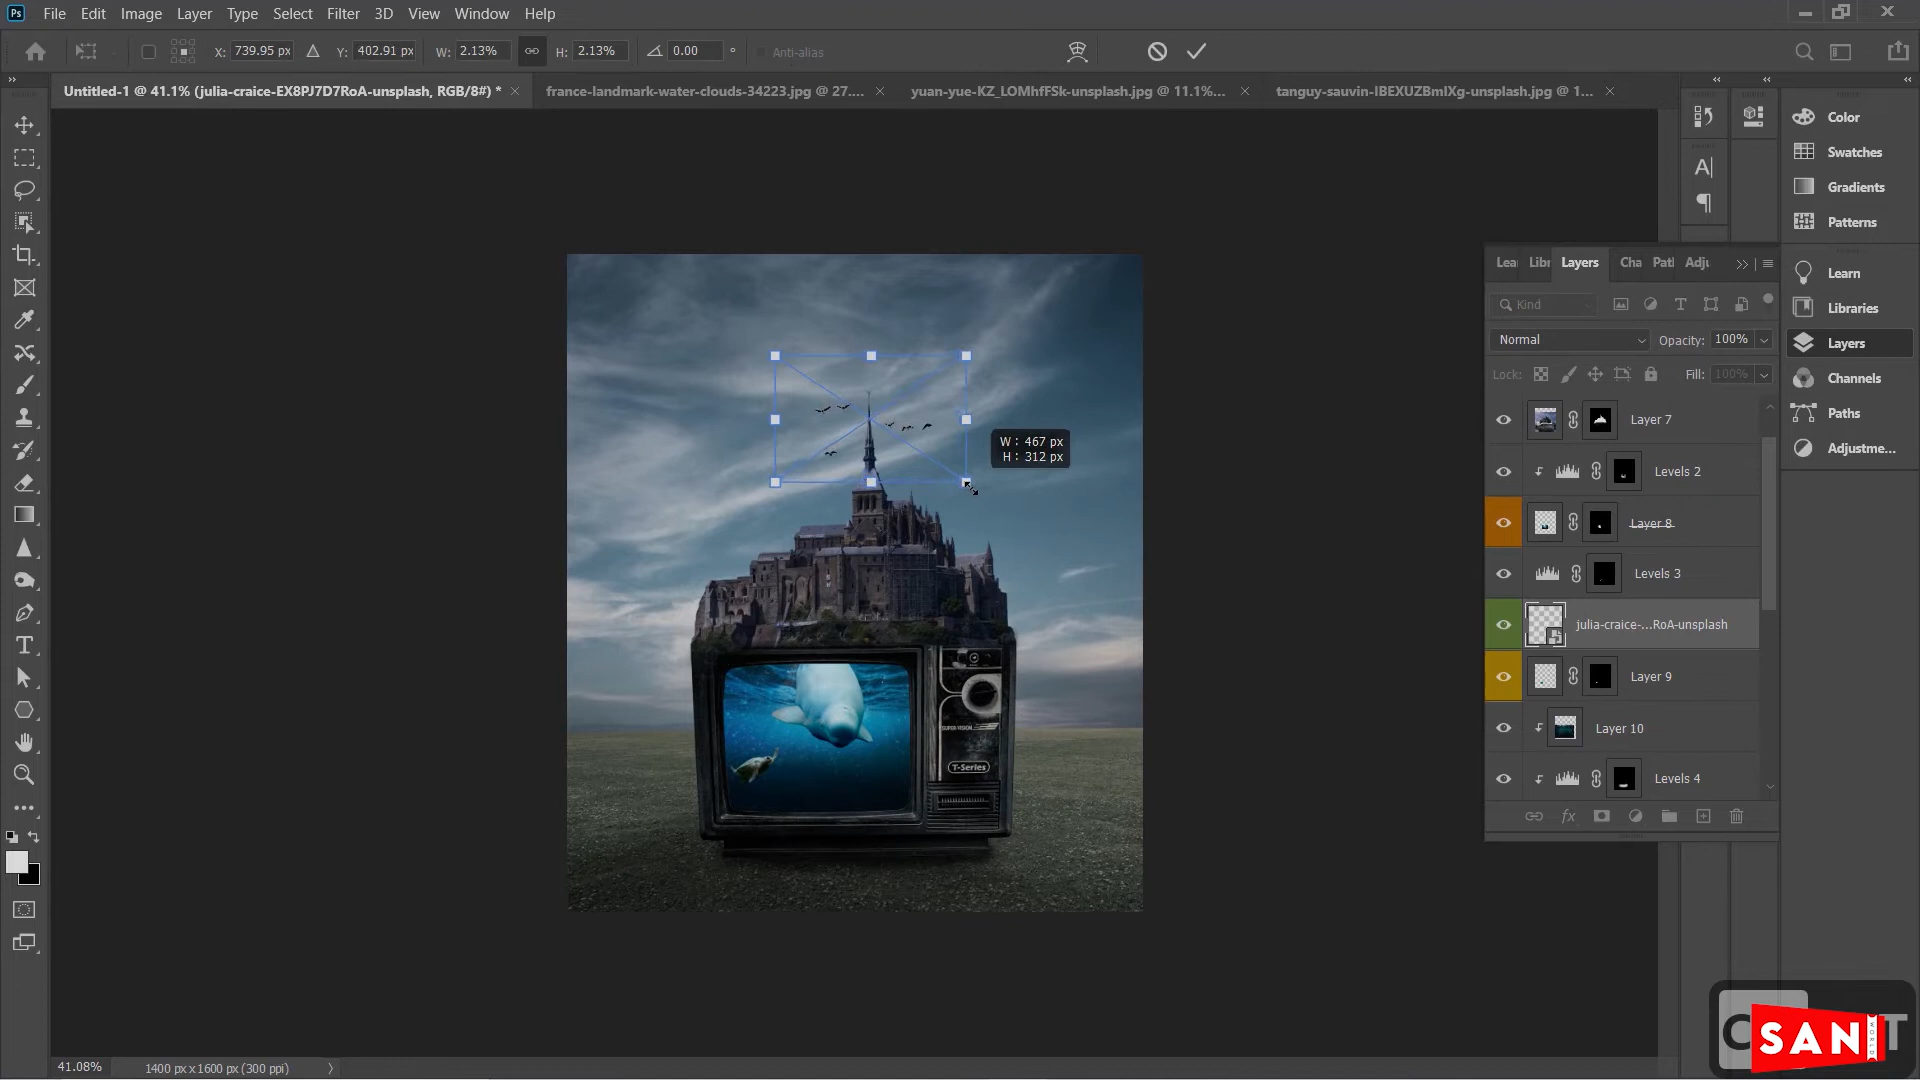 Ps File Edit Image Layer Type Select Filter 3D View Window Help
X: 739.95 px Y: 402.91 px W: 2.13% H: 2.13% 0.00 ° Anti-alias
Untitled-1 @ 41.1% (julia-craice-EX8PJ7D7RoA-unsplash, RGB/8#) * france-landmark-water-clouds-34223.jpg @ 27.... yuan-yue-KZ_LOMhfFSk-unsplash.jpg @ 11.1%... tanguy-sauvin-IBEXUZBmIXg-unsplash.jpg @ 1...
Color
Swatches
Gradients
Patterns
Learn
Libraries
Layers
Channels
Paths
Adjustme...
Lea Libr Layers Cha Patl Adju
Kind
Normal Opacity: 100%
Lock: Fill: 100%
Layer 7
Levels 2
Layer 8
Levels 3
julia-craice-...RoA-unsplash
Layer 9
Layer 10
Levels 4
fx
W : 467 px
H : 312 px
SUPER-VISION
T-Series
SANIT
WORLD
41.08% 1400 px x 1600 px (300 ppi)